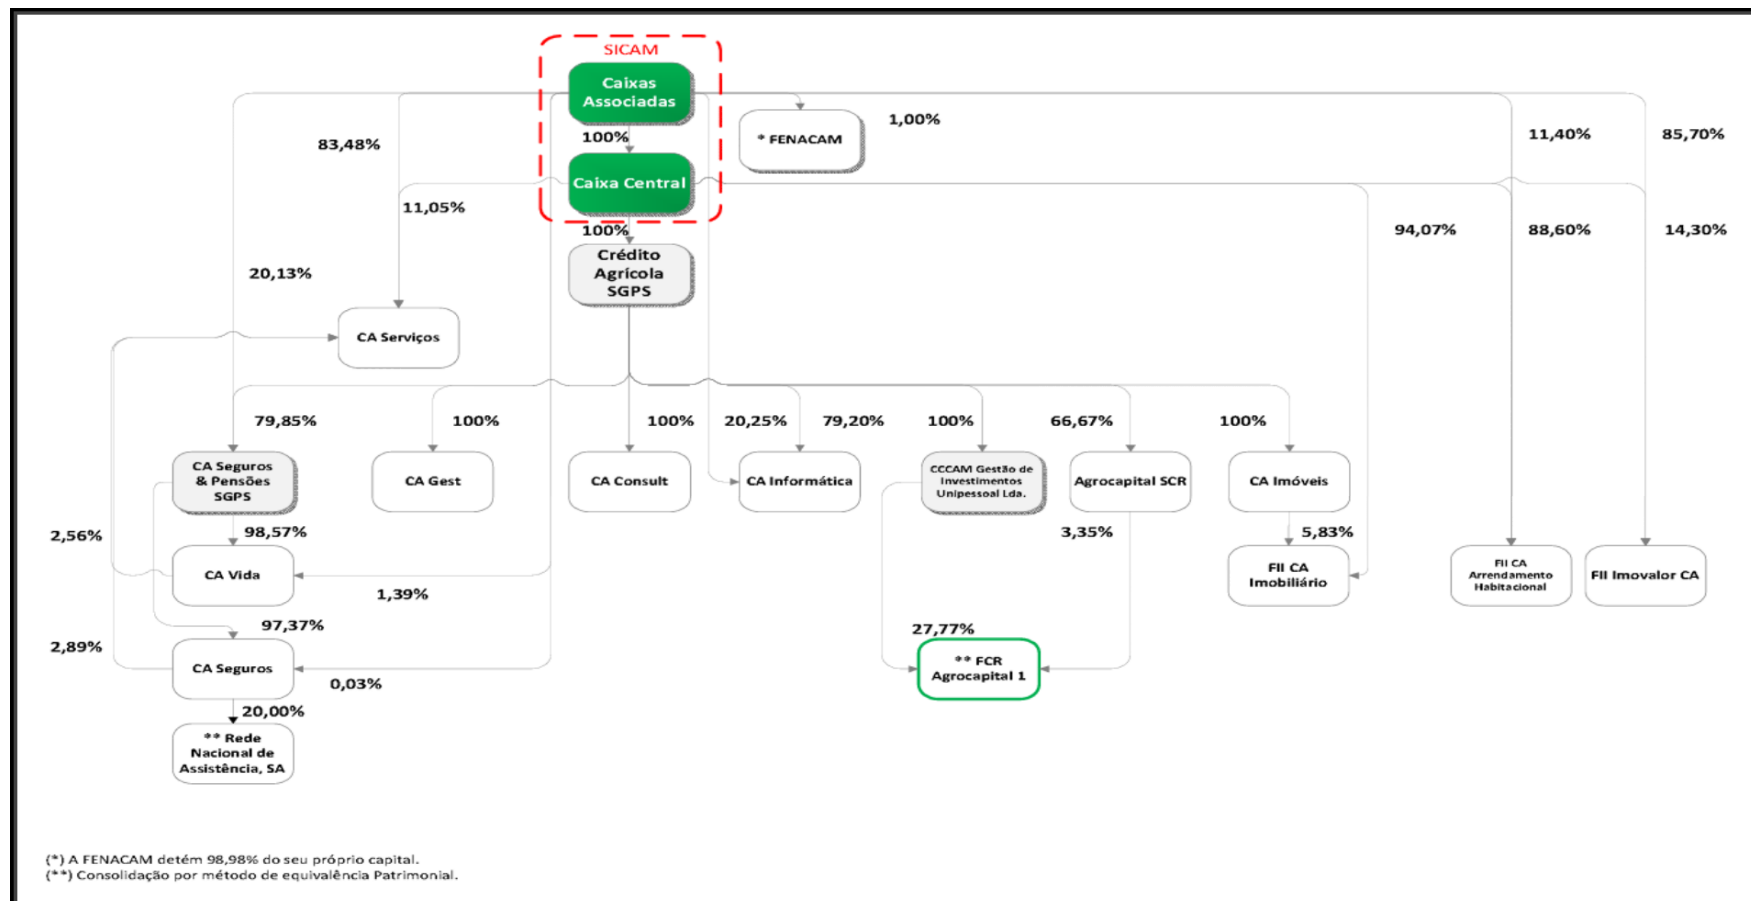 SICAM
Caixas
Associadas
100%
* FENACAM
1,00%
11,40%
85,70%
83,48%
Caixa Central
11,05%
100%
94,07%
88,60%
14,30%
Crédito
Agrícola
SGPS
20,13%
CA Serviços
79,85%
100%
100%
20,25%
79,20%
100%
66,67%
100%
CA Seguros
& Pensões
SGPS
CA Gest
CA Consult
CA Informática
CCCAM Gestão de
Investimentos
Unipessoal Lda.
Agrocapital SCR
CA Imóveis
2,56%
98,57%
3,35%
5,83%
CA Vida
1,39%
FII CA
Imobiliário
FII CA
Arrendamento
Habitacional
FII Imovalor CA
97,37%
27,77%
2,89%
CA Seguros
0,03%
** FCR
Agrocapital 1
20,00%
** Rede
Nacional de
Assistência, SA
(*) A FENACAM detém 98,98% do seu próprio capital.
(**) Consolidação por método de equivalência Patrimonial.